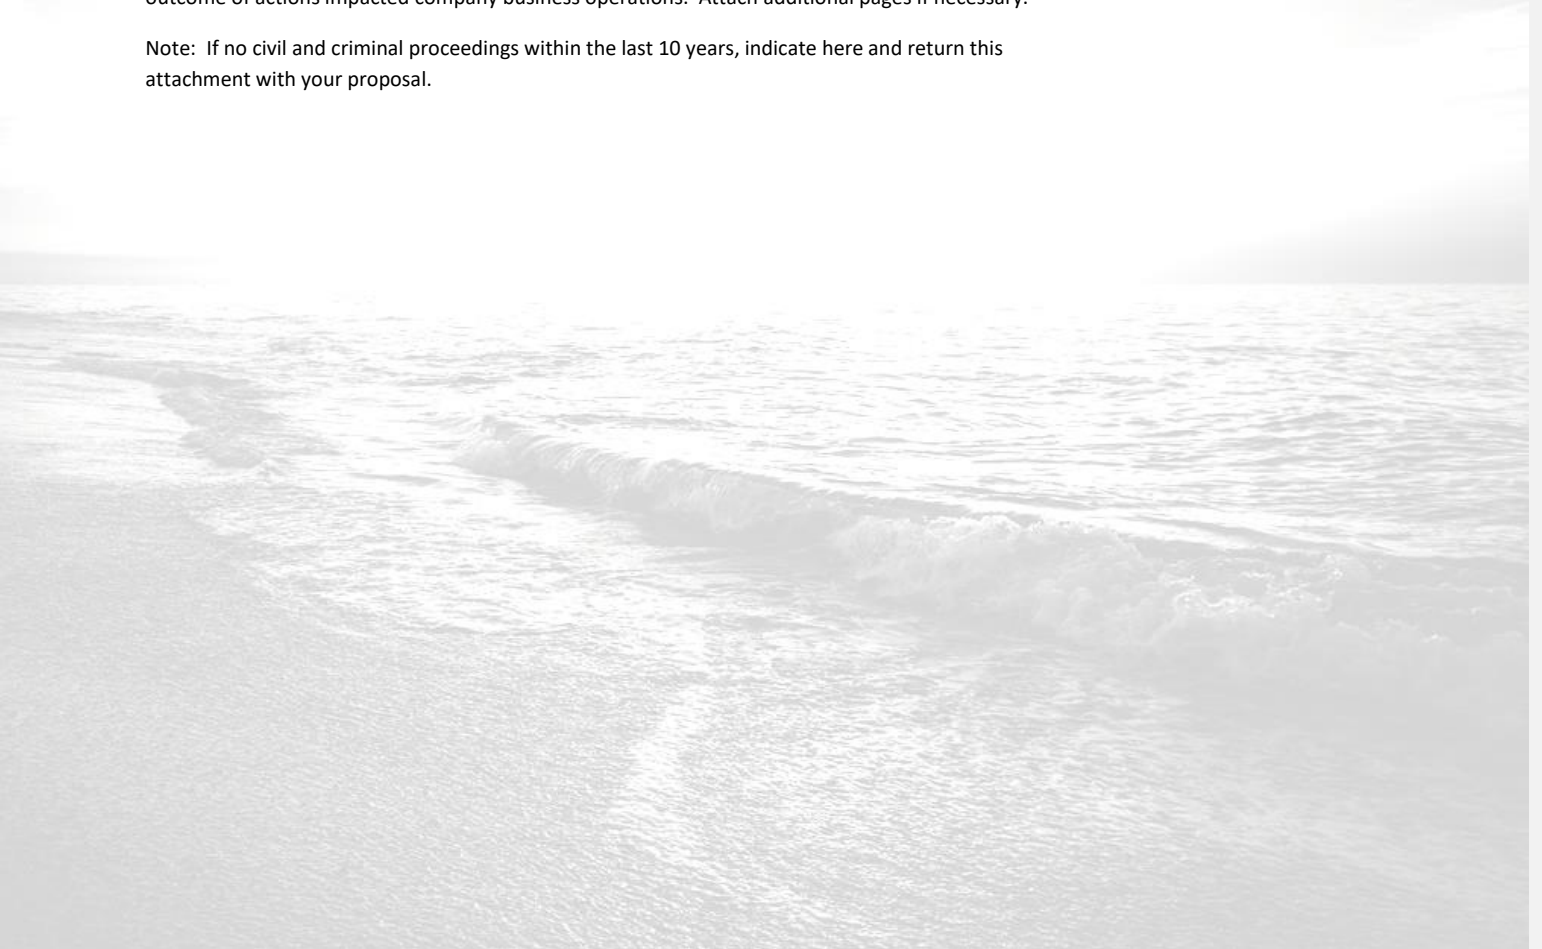 outcome of actions impacted company business operations. Attach additional pages if necessary.
Note: If no civil and criminal proceedings within the last 10 years, indicate here and return this
attachment with your proposal.